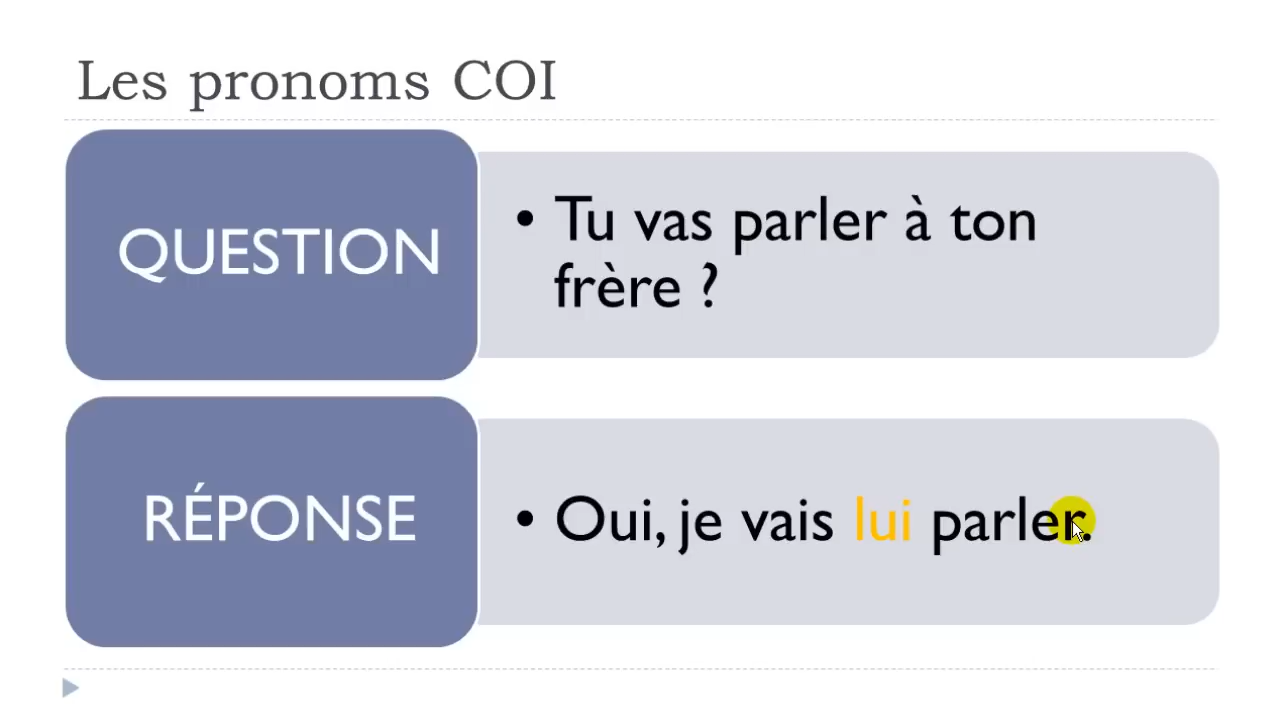 Les pronoms COI
QUESTION
• Tu vas parler à ton
frère ?
RÉPONSE
• Oui, je vais lui parler.